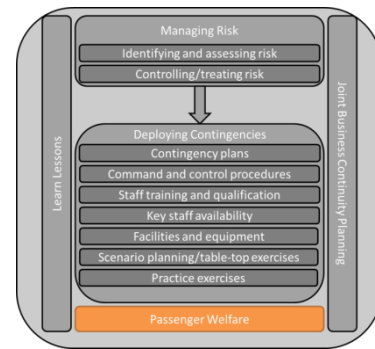 Managing Risk
Identifying and assessing risk
Controlling/treating risk
Learn Lessons
Joint Business Continuity Planning
Deploying Contingencies
Contingency plans
Command and control procedures
Staff training and qualification
Key staff availability
Facilities and equipment
Scenario planning/table-top exercises
Practice exercises
Passenger Welfare